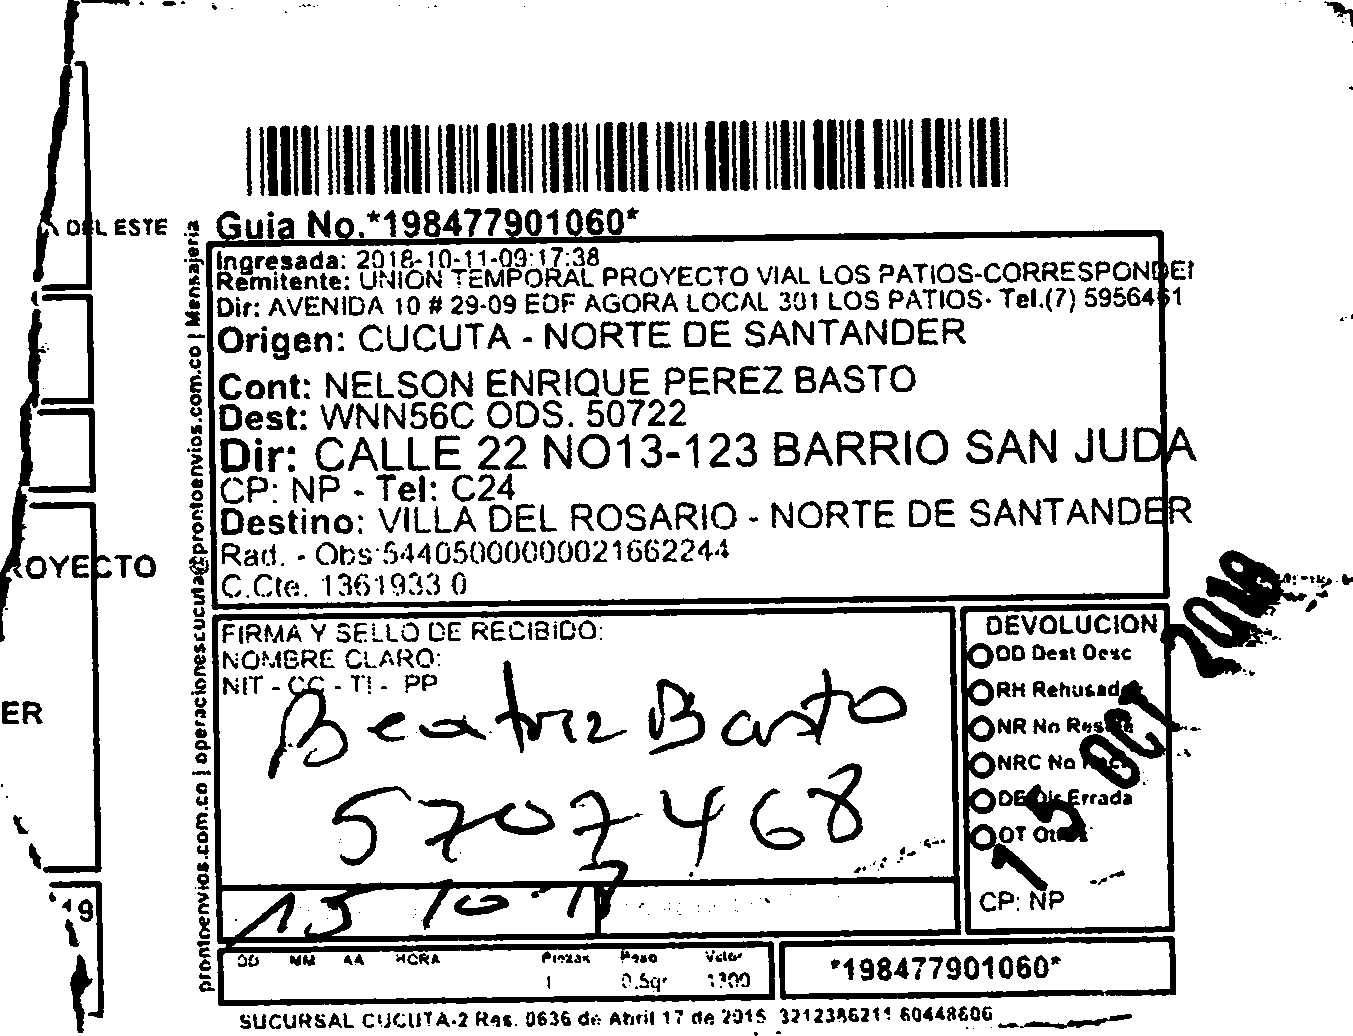 DEL ESTE
ROYECTO
ER
19
prontoenvios.com.co | operacionescucuta@prontoenvios.com.co | Mensajeria
Guia No.*198477901060*
Ingresada: 2018-10-11-09:17:38
Remitente: UNION TEMPORAL PROYECTO VIAL LOS PATIOS-CORRESPONDEN
Dir: AVENIDA 10 # 29-09 EDF AGORA LOCAL 301 LOS PATIOS- Tel.(7) 5956461
Origen: CUCUTA - NORTE DE SANTANDER
Cont: NELSON ENRIQUE PEREZ BASTO
Dest: WNN56C ODS. 50722
Dir: CALLE 22 NO13-123 BARRIO SAN JUDA
CP: NP - Tel: C24
Destino: VILLA DEL ROSARIO - NORTE DE SANTANDER
Rad. - Obs:54405000000021662244
C.Cte. 1361933 0
FIRMA Y SELLO DE RECIBIDO:
NOMBRE CLARO:
NIT - CC - TI - PP
Beatriz Basto
5707468
15 10
DEVOLUCION
DD Dest Desc
RH Rehusado
NR No Reside
NRC No
DE Dir Errada
OT Otros
15 OCT 2018
CP: NP
DD MM AA HORA Piezas Peso Valor
1 0.5gr 1300
*198477901060*
SUCURSAL CUCUTA-2 Res. 0636 de Abril 17 de 2015 3212386211 60448606